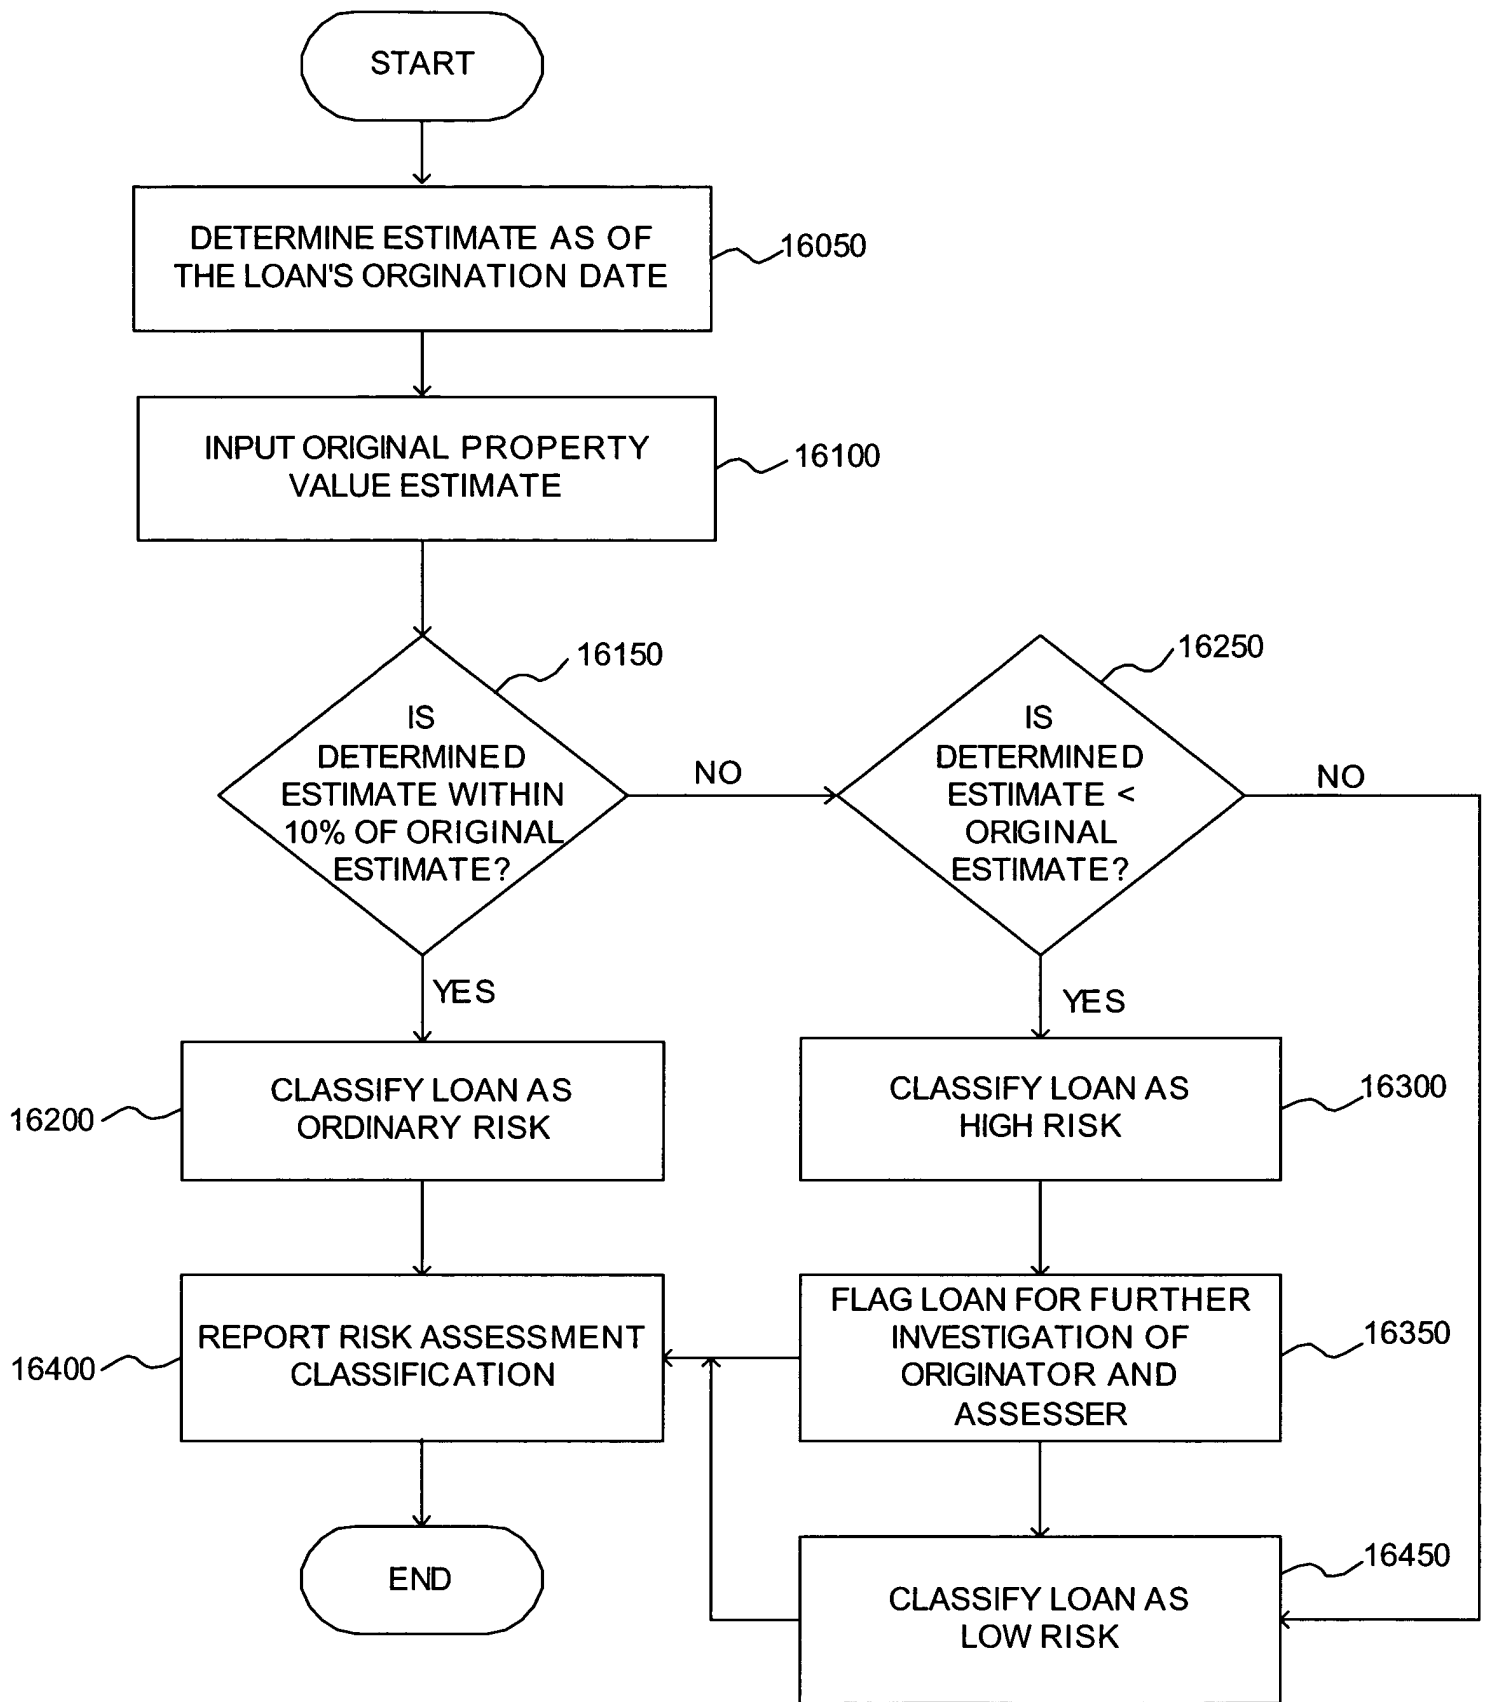 START
DETERMINE ESTIMATE AS OF
THE LOAN'S ORGINATION DATE
16050
INPUT ORIGINAL PROPERTY
VALUE ESTIMATE
16100
IS
DETERMINED
ESTIMATE WITHIN
10% OF ORIGINAL
ESTIMATE?
16150
NO
IS
DETERMINED
ESTIMATE <
ORIGINAL
ESTIMATE?
16250
NO
YES
YES
CLASSIFY LOAN AS
ORDINARY RISK
16200
CLASSIFY LOAN AS
HIGH RISK
16300
REPORT RISK ASSESSMENT
CLASSIFICATION
16400
FLAG LOAN FOR FURTHER
INVESTIGATION OF
ORIGINATOR AND
ASSESSER
16350
END
CLASSIFY LOAN AS
LOW RISK
16450